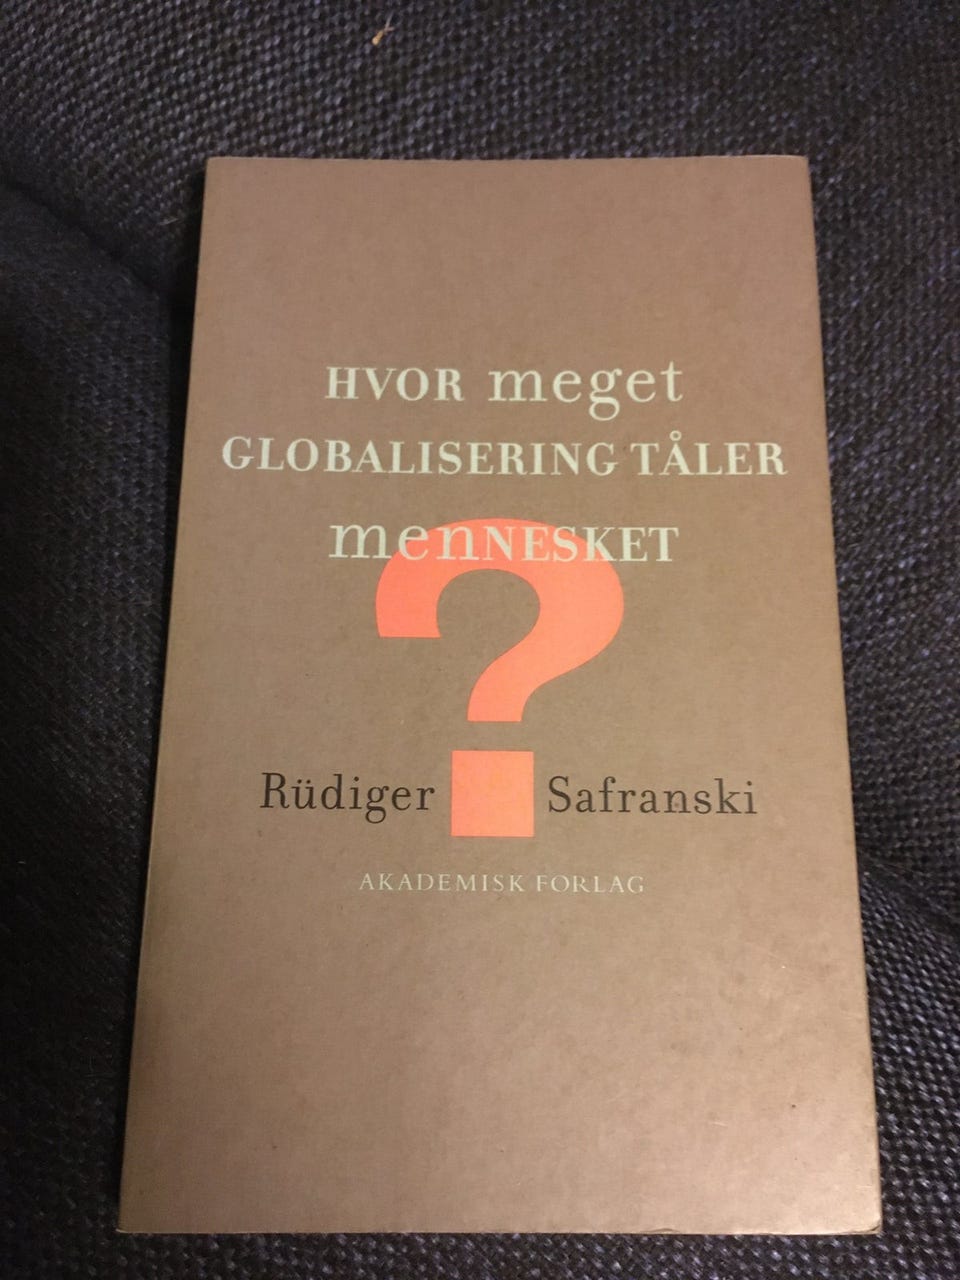 HVOR meget
GLOBALISERING TÅLER
menNESKET
?
Rüdiger Safranski
AKADEMISK FORLAG